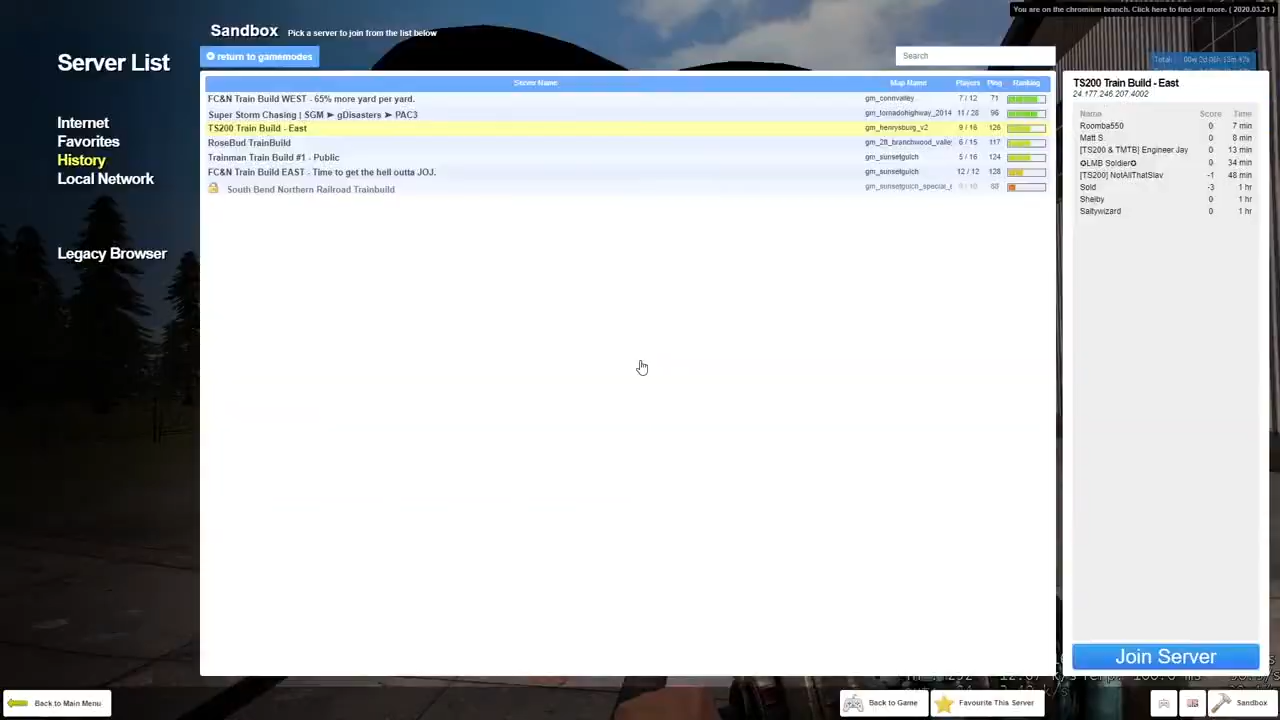 You are on the chromium branch. Click here to find out more. ( 2020.03.21 )
Sandbox Pick a server to join from the list below
Server List
return to gamemodes
Search
Server Name Map Name Players Ping Ranking
FC&N Train Build WEST - 65% more yard per yard. gm_connvalley 7 / 12 71
Super Storm Chasing | SGM ➤ gDisasters ➤ PAC3 gm_tornadohighway_2014 11 / 28 96
TS200 Train Build - East gm_henrysburg_v2 9 / 16 126
RoseBud TrainBuild 6 / 15 117
Trainman Train Build #1 - Public gm_sunsetgulch 5 / 16 124
FC&N Train Build EAST - Time to get the hell outta JOJ. gm_sunsetgulch 12 / 12 128
South Bend Northern Railroad Trainbuild
Internet
Favorites
History
Local Network
Legacy Browser
TS200 Train Build - East
24.177.246.207:4002
Name Score Time
Roomba550 0 7 min
Matt S 0 8 min
[TS200 & TMTB] Engineer Jay 0 13 min
✪LMB Soldier✪ 0 34 min
[TS200] NotAllThatSlav -1 48 min
Sold -3 1 hr
Shelby 0 1 hr
Saltywizard 0 1 hr
Join Server
Back to Main Menu
Back to Game
Favourite This Server
Sandbox